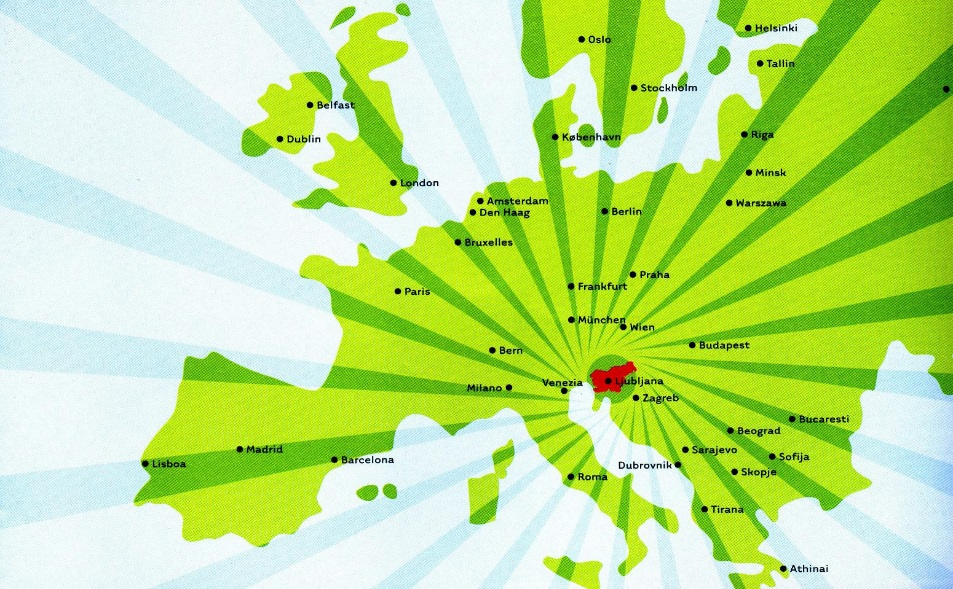 Helsinki
Oslo
Tallin
Stockholm
Belfast
Riga
København
Dublin
Minsk
London
Amsterdam
Warszawa
Den Haag
Berlin
Bruxelles
Praha
Frankfurt
Paris
München
Wien
Budapest
Bern
Ljubljana
Venezia
Milano
Zagreb
Bucaresti
Beograd
Madrid
Sarajevo
Sofija
Barcelona
Lisboa
Dubrovnik
Skopje
Roma
Tirana
Athinai